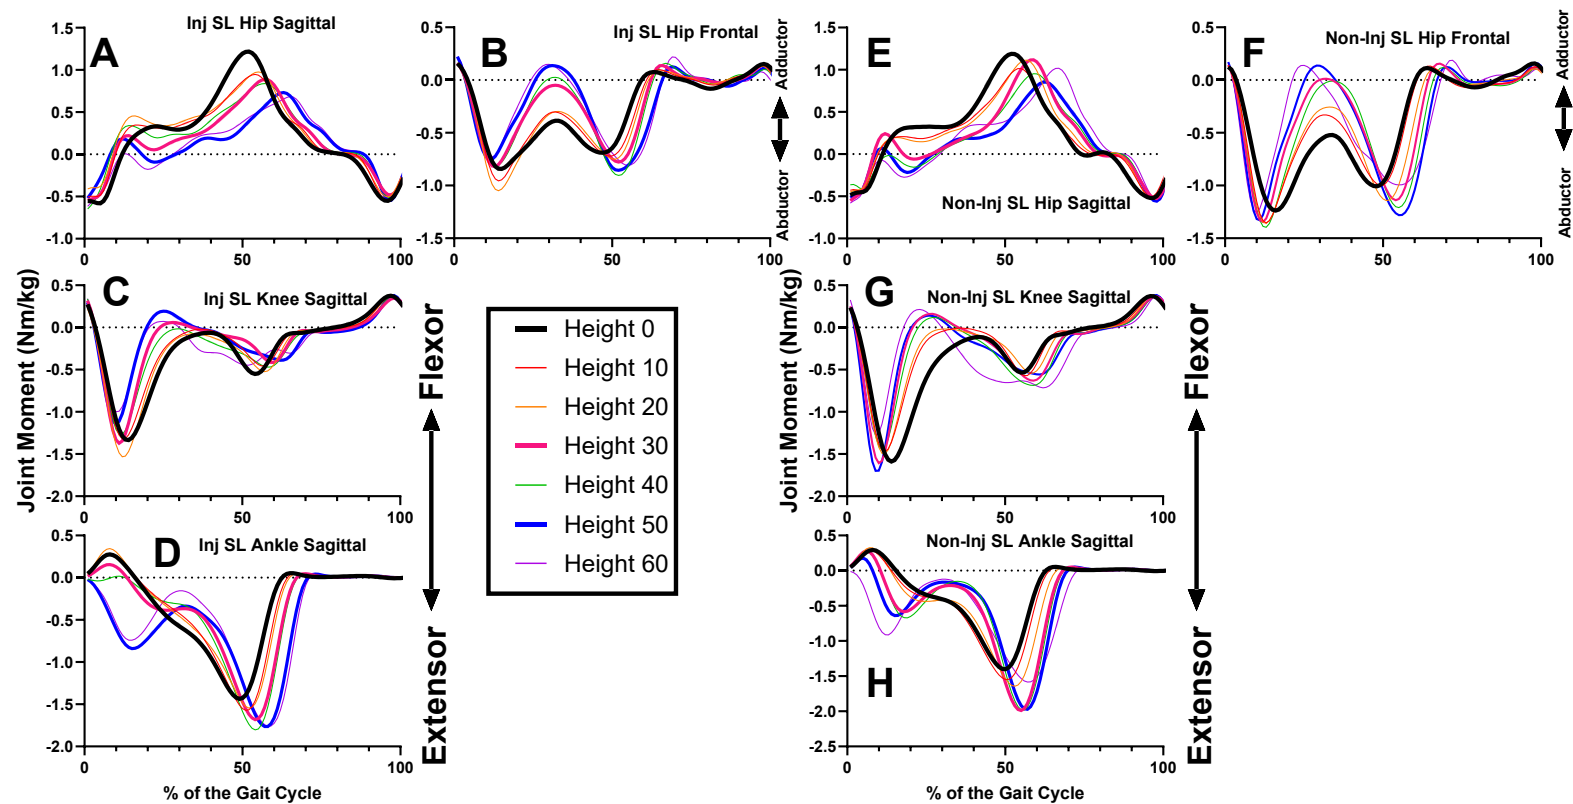 A
Inj SL Hip Sagittal
1.5
1.0
0.5
0.0
-0.5
-1.0
0
50
100
B
Inj SL Hip Frontal
0.5
0.0
-0.5
-1.0
-1.5
0
50
100
Adductor
Abductor
E
Non-Inj SL Hip Sagittal
1.5
1.0
0.5
0.0
-0.5
-1.0
0
50
100
F
Non-Inj SL Hip Frontal
0.5
0.0
-0.5
-1.0
-1.5
0
50
100
Adductor
Abductor
C
Inj SL Knee Sagittal
0.5
0.0
-0.5
-1.0
-1.5
-2.0
0
50
100
Joint Moment (Nm/kg)
Flexor
Extensor
Height 0
Height 10
Height 20
Height 30
Height 40
Height 50
Height 60
G
Non-Inj SL Knee Sagittal
0.5
0.0
-0.5
-1.0
-1.5
-2.0
0
50
100
Joint Moment (Nm/kg)
Flexor
Extensor
D
Inj SL Ankle Sagittal
0.5
0.0
-0.5
-1.0
-1.5
-2.0
0
50
100
% of the Gait Cycle
H
Non-Inj SL Ankle Sagittal
0.5
0.0
-0.5
-1.0
-1.5
-2.0
-2.5
0
50
100
% of the Gait Cycle